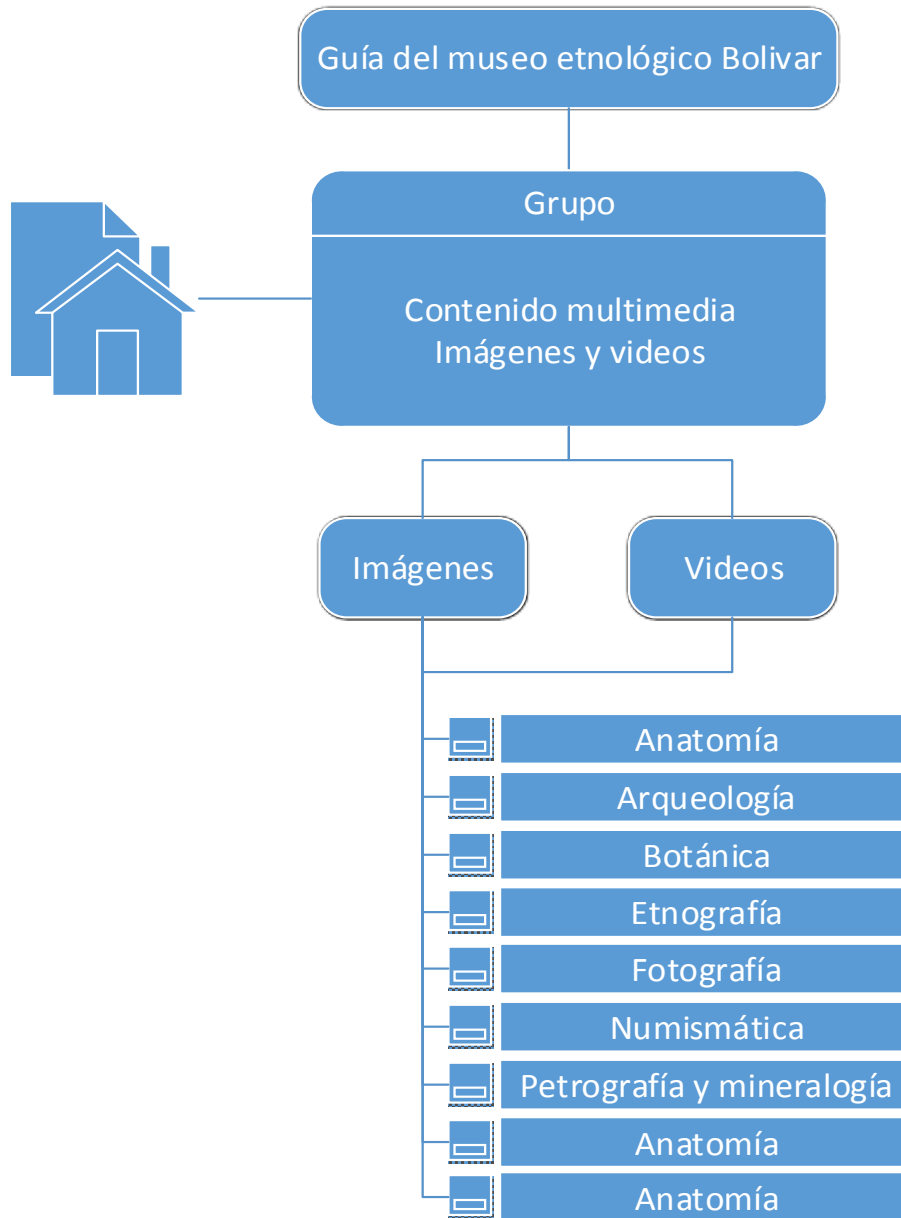 Guía del museo etnológico Bolivar
Grupo
Contenido multimedia
Imágenes y videos
Imágenes
Videos
Anatomía
Arqueología
Botánica
Etnografía
Fotografía
Numismática
Petrografía y mineralogía
Anatomía
Anatomía